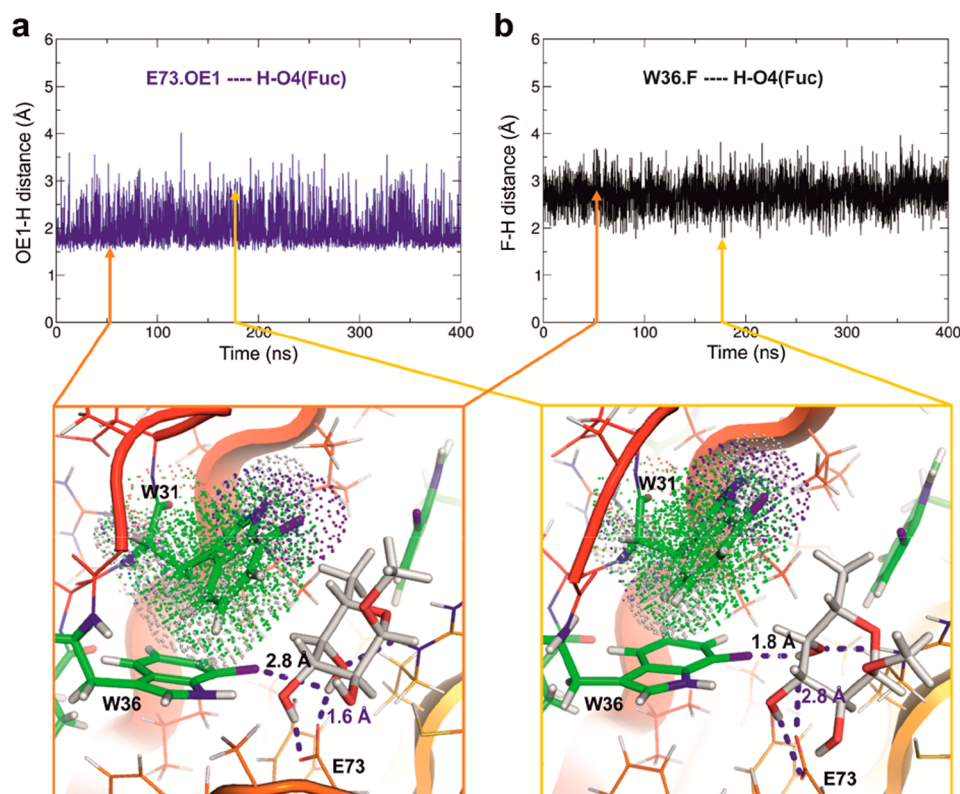 a
E73.OE1 ---- H-O4(Fuc)
OE1-H distance (Å)
6
5
4
3
2
1
0
0 100 200 300 400
Time (ns)
b
W36.F ---- H-O4(Fuc)
F-H distance (Å)
6
5
4
3
2
1
0
0 100 200 300 400
Time (ns)
W31
2.8 Å
W36
1.6 Å
E73
W31
1.8 Å
W36
2.8 Å
E73